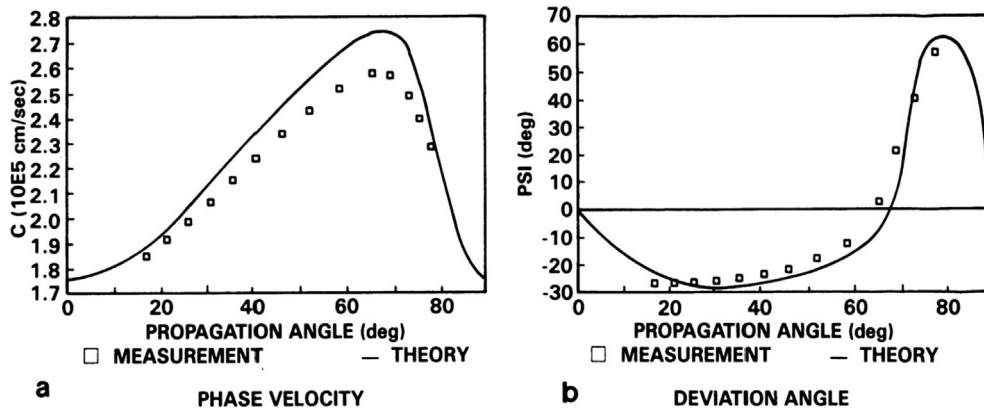 2.8
2.7
2.6
2.5
2.4
2.3
2.2
2.1
2.0
1.9
1.8
1.7
C (10E5 cm/sec)
0 20 40 60 80
PROPAGATION ANGLE (deg)
□ MEASUREMENT — THEORY
a PHASE VELOCITY
70
60
50
40
30
20
10
0
-10
-20
-30
PSI (deg)
0 20 40 60 80
PROPAGATION ANGLE (deg)
□ MEASUREMENT — THEORY
b DEVIATION ANGLE